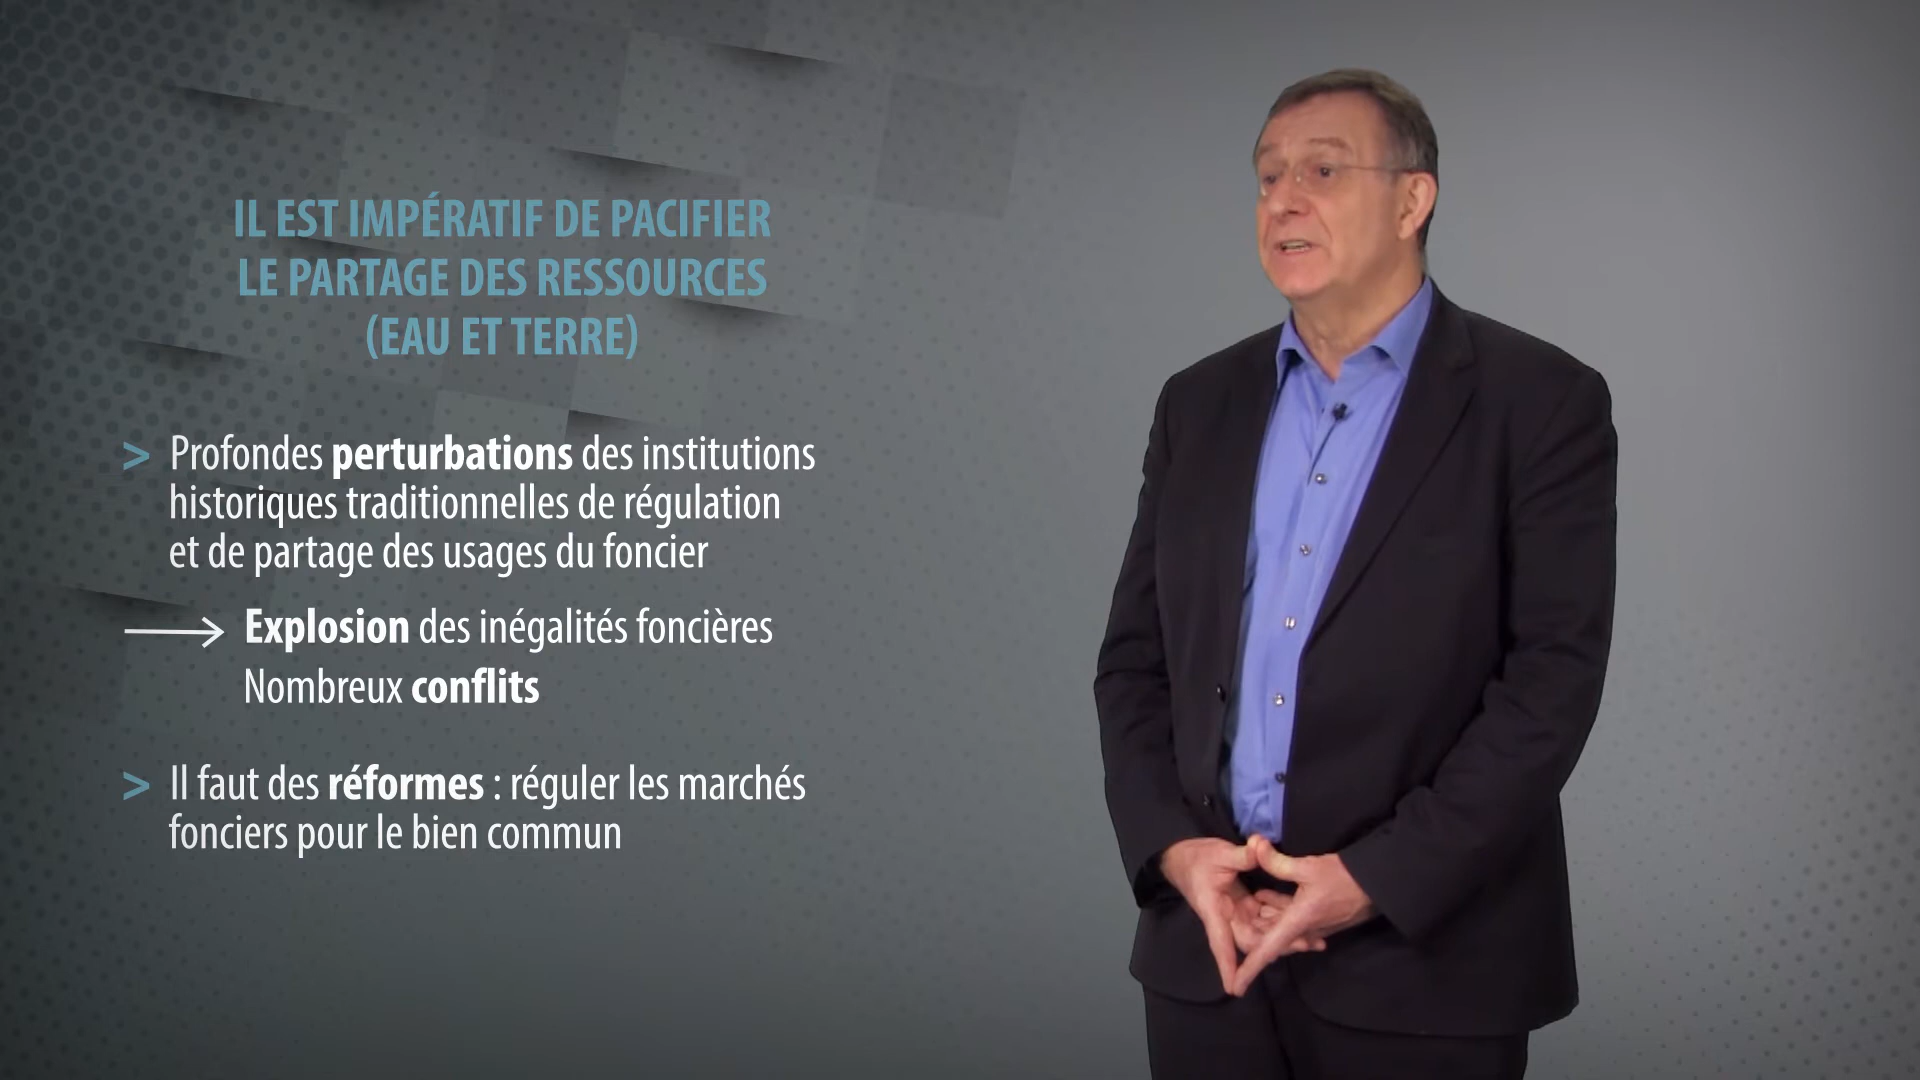 IL EST IMPÉRATIF DE PACIFIER
LE PARTAGE DES RESSOURCES
(EAU ET TERRE)
> Profondes perturbations des institutions
historiques traditionnelles de régulation
et de partage des usages du foncier
→ Explosion des inégalités foncières
Nombreux conflits
> Il faut des réformes : réguler les marchés
fonciers pour le bien commun